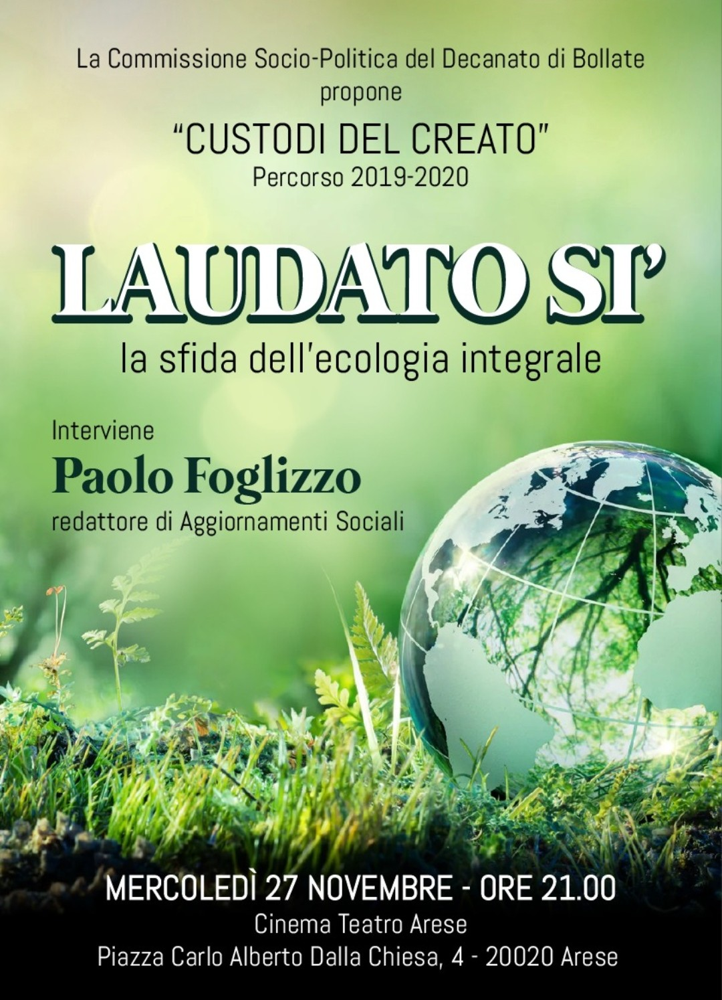 La Commissione Socio-Politica del Decanato di Bollate
propone
“CUSTODI DEL CREATO”
Percorso 2019-2020
LAUDATO SI’
la sfida dell’ecologia integrale
Interviene
Paolo Foglizzo
redattore di Aggiornamenti Sociali
MERCOLEDÌ 27 NOVEMBRE - ORE 21.00
Cinema Teatro Arese
Piazza Carlo Alberto Dalla Chiesa, 4 - 20020 Arese